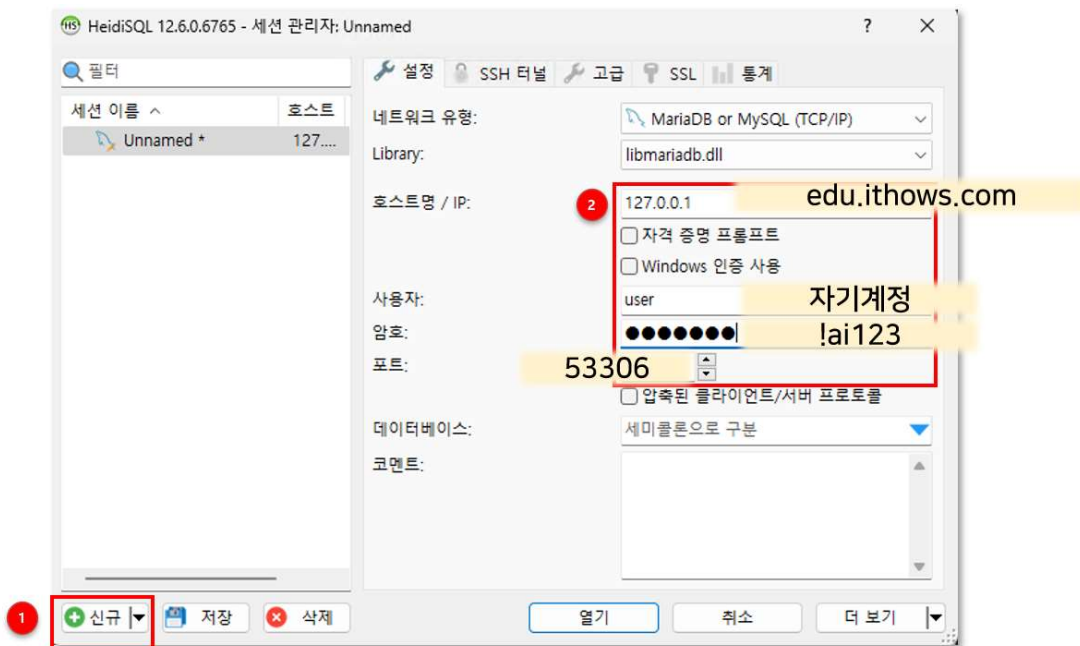 HeidiSQL 12.6.0.6765 - 세션 관리자: Unnamed
필터
세션 이름 호스트
Unnamed * 127....
설정 SSH 터널 고급 SSL 통계
네트워크 유형: MariaDB or MySQL (TCP/IP)
Library: libmariadb.dll
호스트명 / IP: 2 127.0.0.1 edu.ithows.com
자격 증명 프롬프트
Windows 인증 사용
사용자: user 자기계정
암호: ●●●●●●● !ai123
포트: 53306
압축된 클라이언트/서버 프로토콜
데이터베이스: 세미콜론으로 구분
코멘트:
1 신규 저장 삭제 열기 취소 더 보기